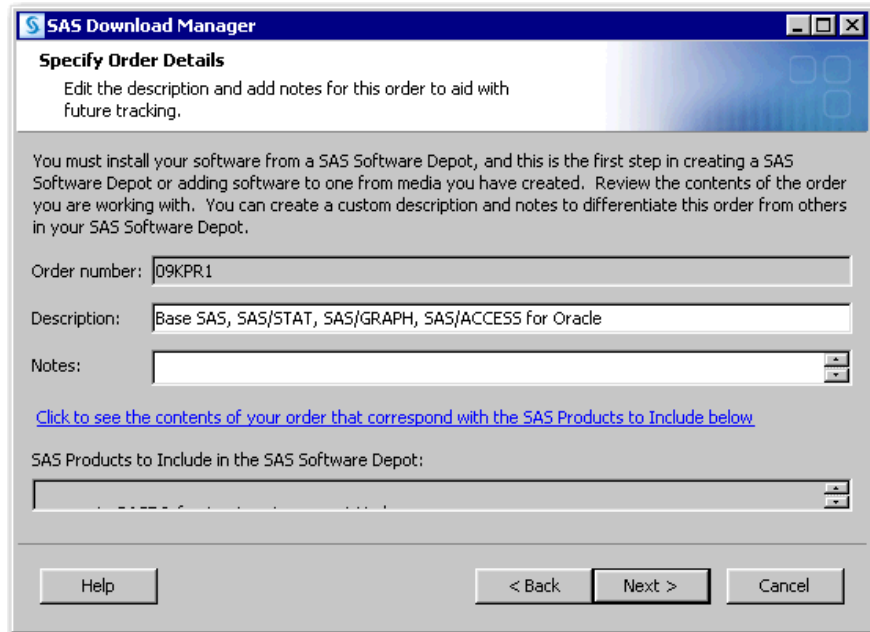 SAS Download Manager
Specify Order Details
Edit the description and add notes for this order to aid with
future tracking.
You must install your software from a SAS Software Depot, and this is the first step in creating a SAS
Software Depot or adding software to one from media you have created. Review the contents of the order
you are working with. You can create a custom description and notes to differentiate this order from others
in your SAS Software Depot.
Order number: 09KPR1
Description: Base SAS, SAS/STAT, SAS/GRAPH, SAS/ACCESS for Oracle
Notes:
Click to see the contents of your order that correspond with the SAS Products to Include below
SAS Products to Include in the SAS Software Depot:
Help < Back Next > Cancel